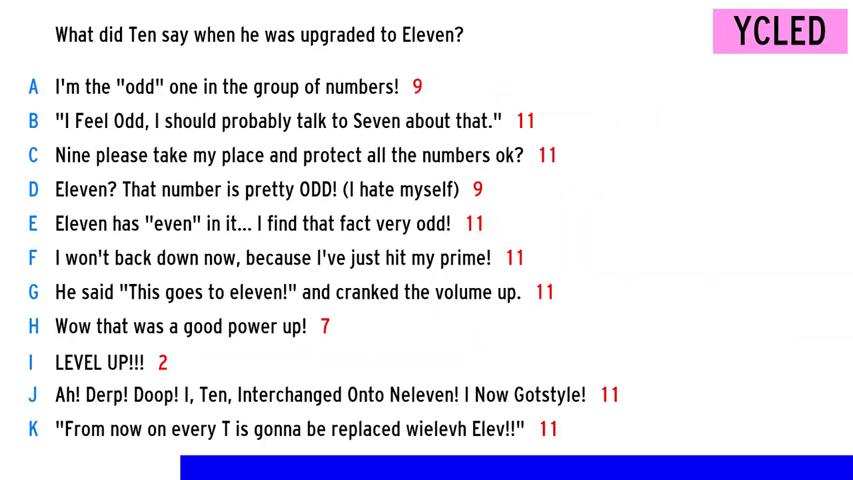 What did Ten say when he was upgraded to Eleven?
YCLED
A I'm the "odd" one in the group of numbers! 9
B "I Feel Odd, I should probably talk to Seven about that." 11
C Nine please take my place and protect all the numbers ok? 11
D Eleven? That number is pretty ODD! (I hate myself) 9
E Eleven has "even" in it... I find that fact very odd! 11
F I won't back down now, because I've just hit my prime! 11
G He said "This goes to eleven!" and cranked the volume up. 11
H Wow that was a good power up! 7
I LEVEL UP!!! 2
J Ah! Derp! Doop! I, Ten, Interchanged Onto Neleven! I Now Gotstyle! 11
K "From now on every T is gonna be replaced wielevh Elev!!" 11